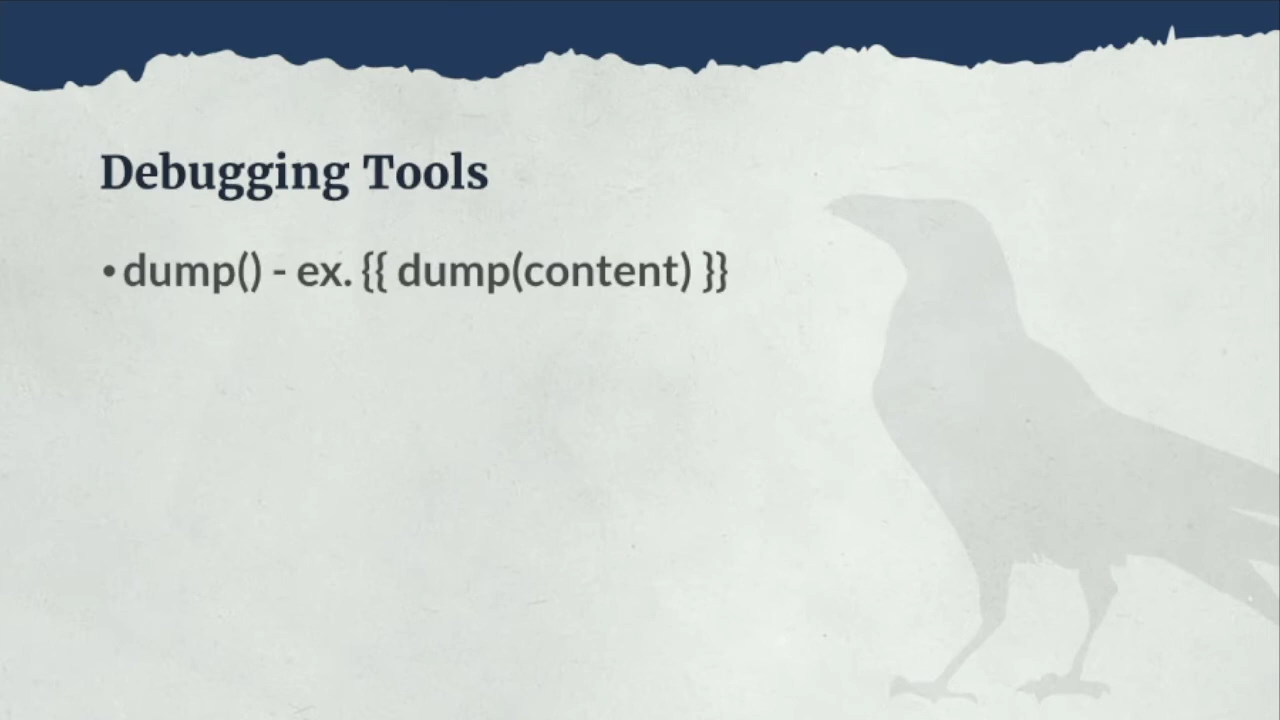 Debugging Tools
•dump() - ex. {{ dump(content) }}